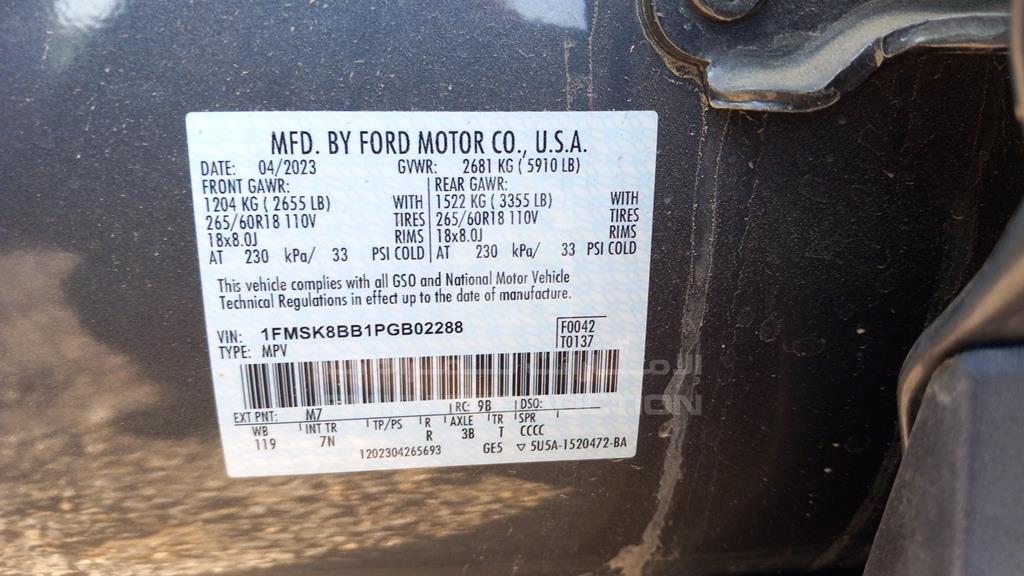 MFD. BY FORD MOTOR CO., U.S.A.
DATE: 04/2023 GVWR: 2681 KG ( 5910 LB)
FRONT GAWR: REAR GAWR:
1204 KG ( 2655 LB) WITH 1522 KG ( 3355 LB) WITH
265/60R18 110V TIRES 265/60R18 110V TIRES
18x8.0J RIMS 18x8.0J RIMS
AT 230 kPa/ 33 PSI COLD AT 230 kPa/ 33 PSI COLD
This vehicle complies with all GSO and National Motor Vehicle
Technical Regulations in effect up to the date of manufacture.
VIN: 1FMSK8BB1PGB02288 F0042
TYPE: MPV T0137
EXT PNT: M7 RC: 9B DSO:
WB INT TR TP/PS R AXLE TR SPR
119 7N R 3B T CCCC
1202304265693 GE5 ▽ 5U5A-1520472-BA